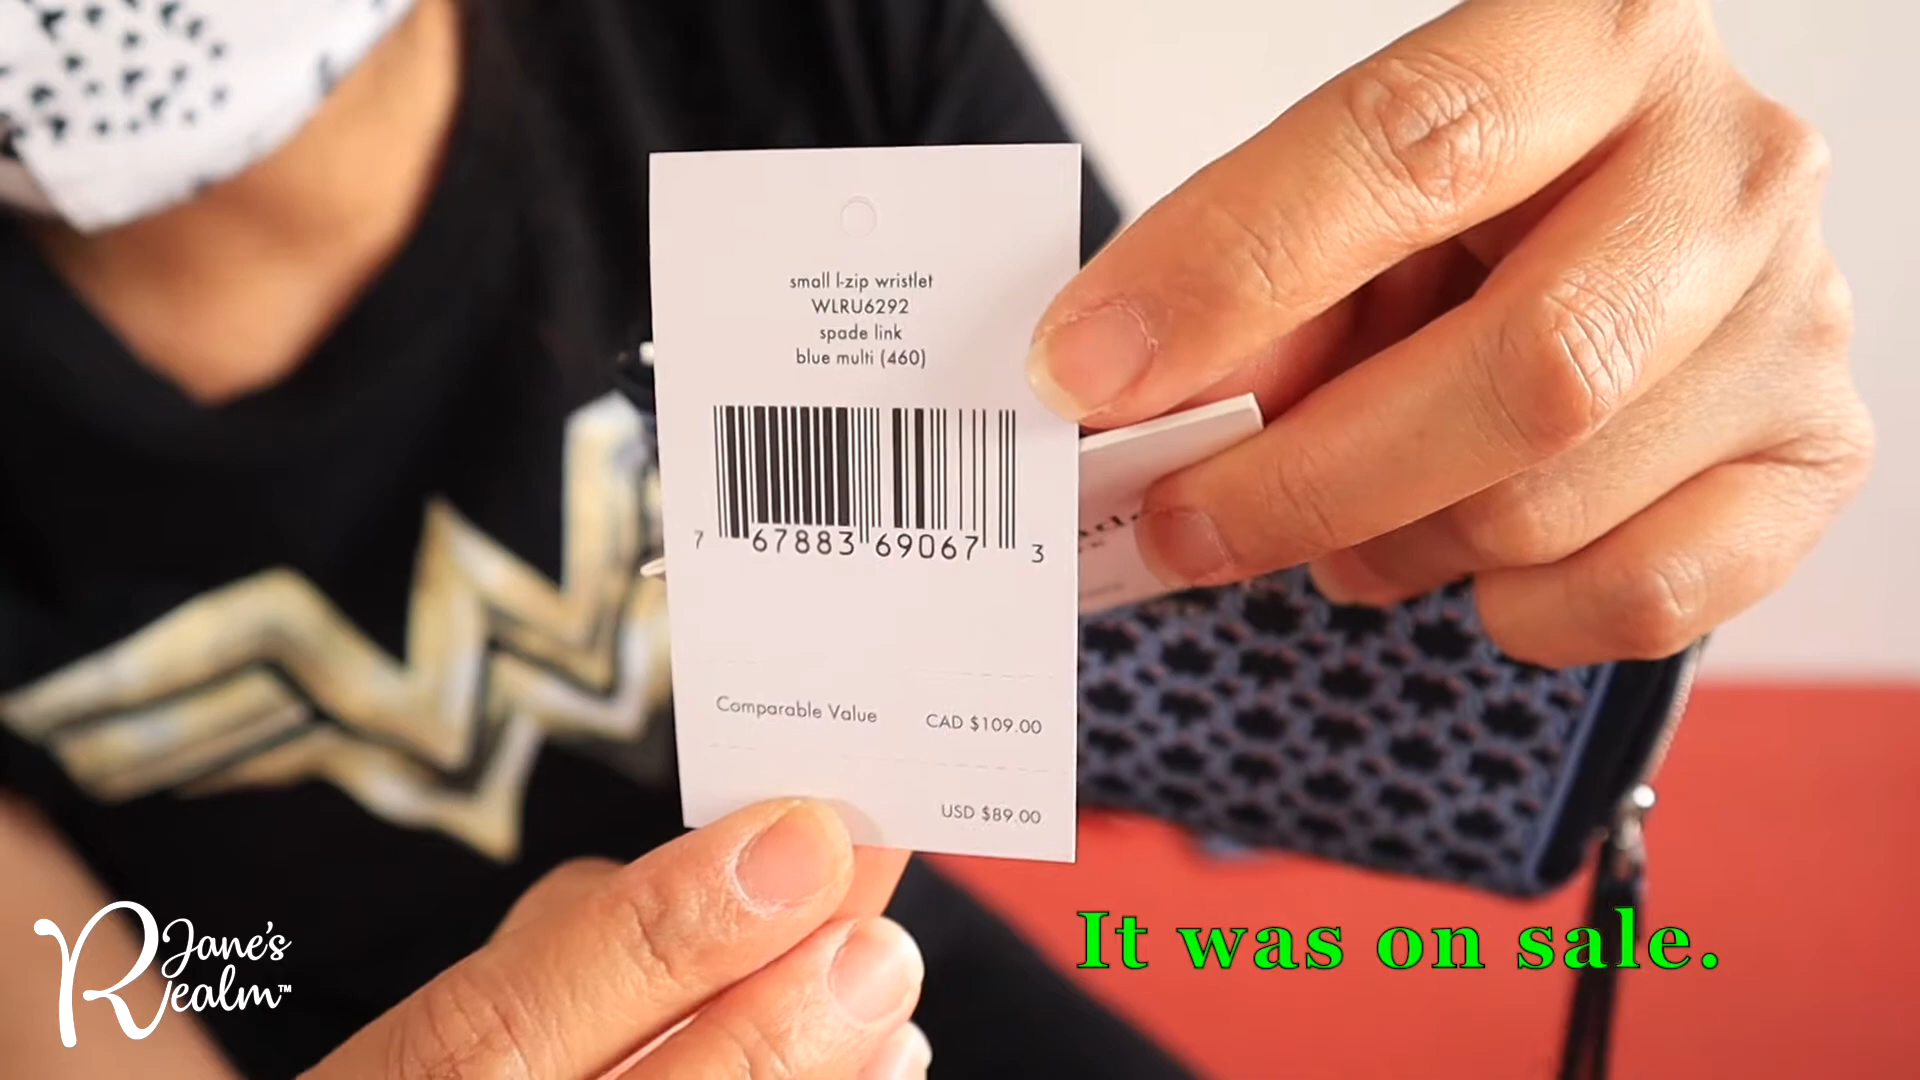 small l-zip wristlet
WLRU6292
spade link
blue multi (460)
7 67883 69067 3
Comparable Value CAD $109.00
USD $89.00
It was on sale.
Jane's
Realm™